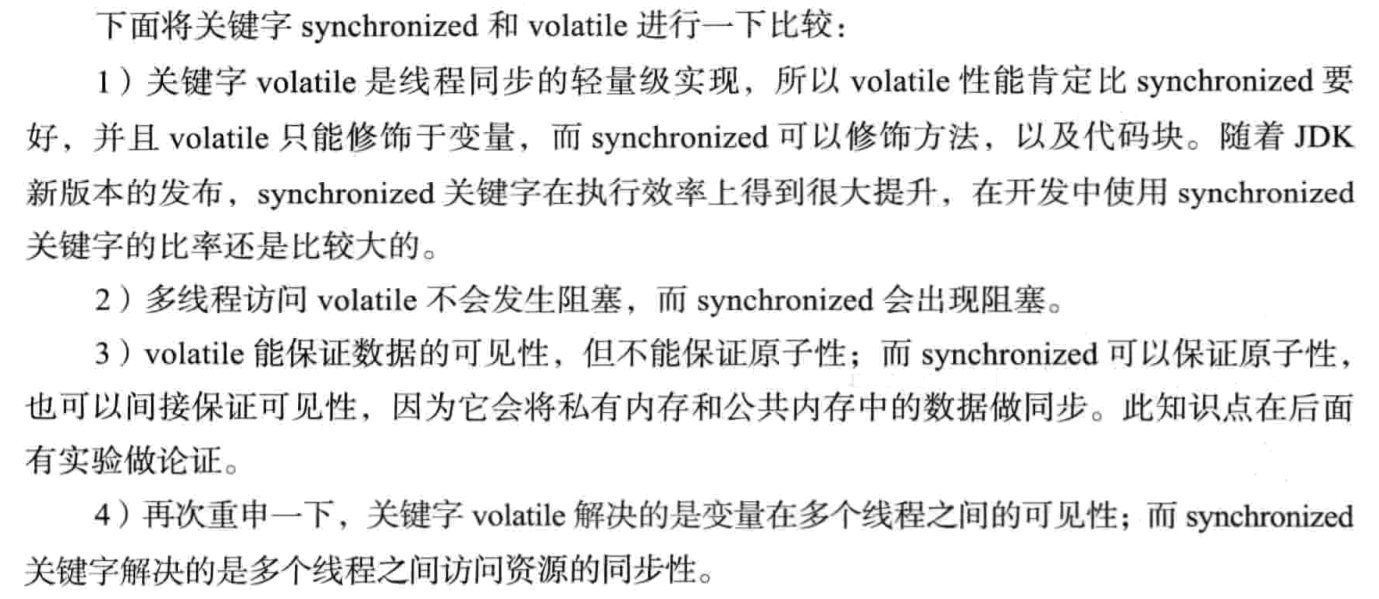 下面将关键字 synchronized 和 volatile 进行一下比较：
1）关键字 volatile 是线程同步的轻量级实现，所以 volatile 性能肯定比 synchronized 要
好，并且 volatile 只能修饰于变量，而 synchronized 可以修饰方法，以及代码块。随着 JDK
新版本的发布，synchronized 关键字在执行效率上得到很大提升，在开发中使用 synchronized
关键字的比率还是比较大的。
2）多线程访问 volatile 不会发生阻塞，而 synchronized 会出现阻塞。
3）volatile 能保证数据的可见性，但不能保证原子性；而 synchronized 可以保证原子性，
也可以间接保证可见性，因为它会将私有内存和公共内存中的数据做同步。此知识点在后面
有实验做论证。
4）再次重申一下，关键字 volatile 解决的是变量在多个线程之间的可见性；而 synchronized
关键字解决的是多个线程之间访问资源的同步性。